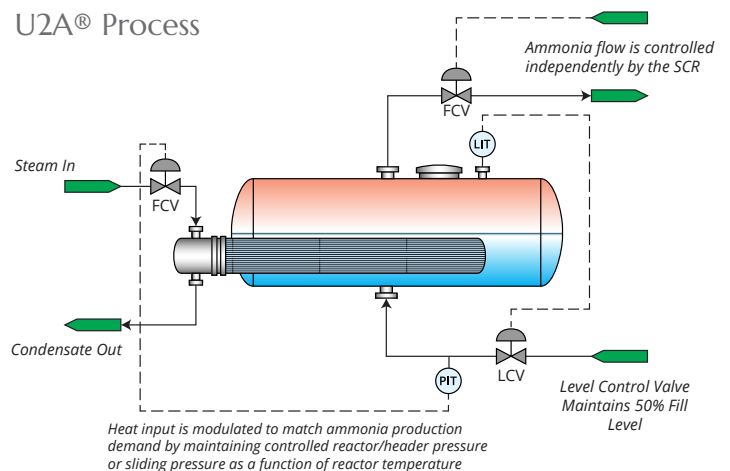 U2A® Process
Ammonia flow is controlled
independently by the SCR
FCV
LIT
Steam In
FCV
Condensate Out
PIT
LCV
Level Control Valve
Maintains 50% Fill
Level
Heat input is modulated to match ammonia production
demand by maintaining controlled reactor/header pressure
or sliding pressure as a function of reactor temperature